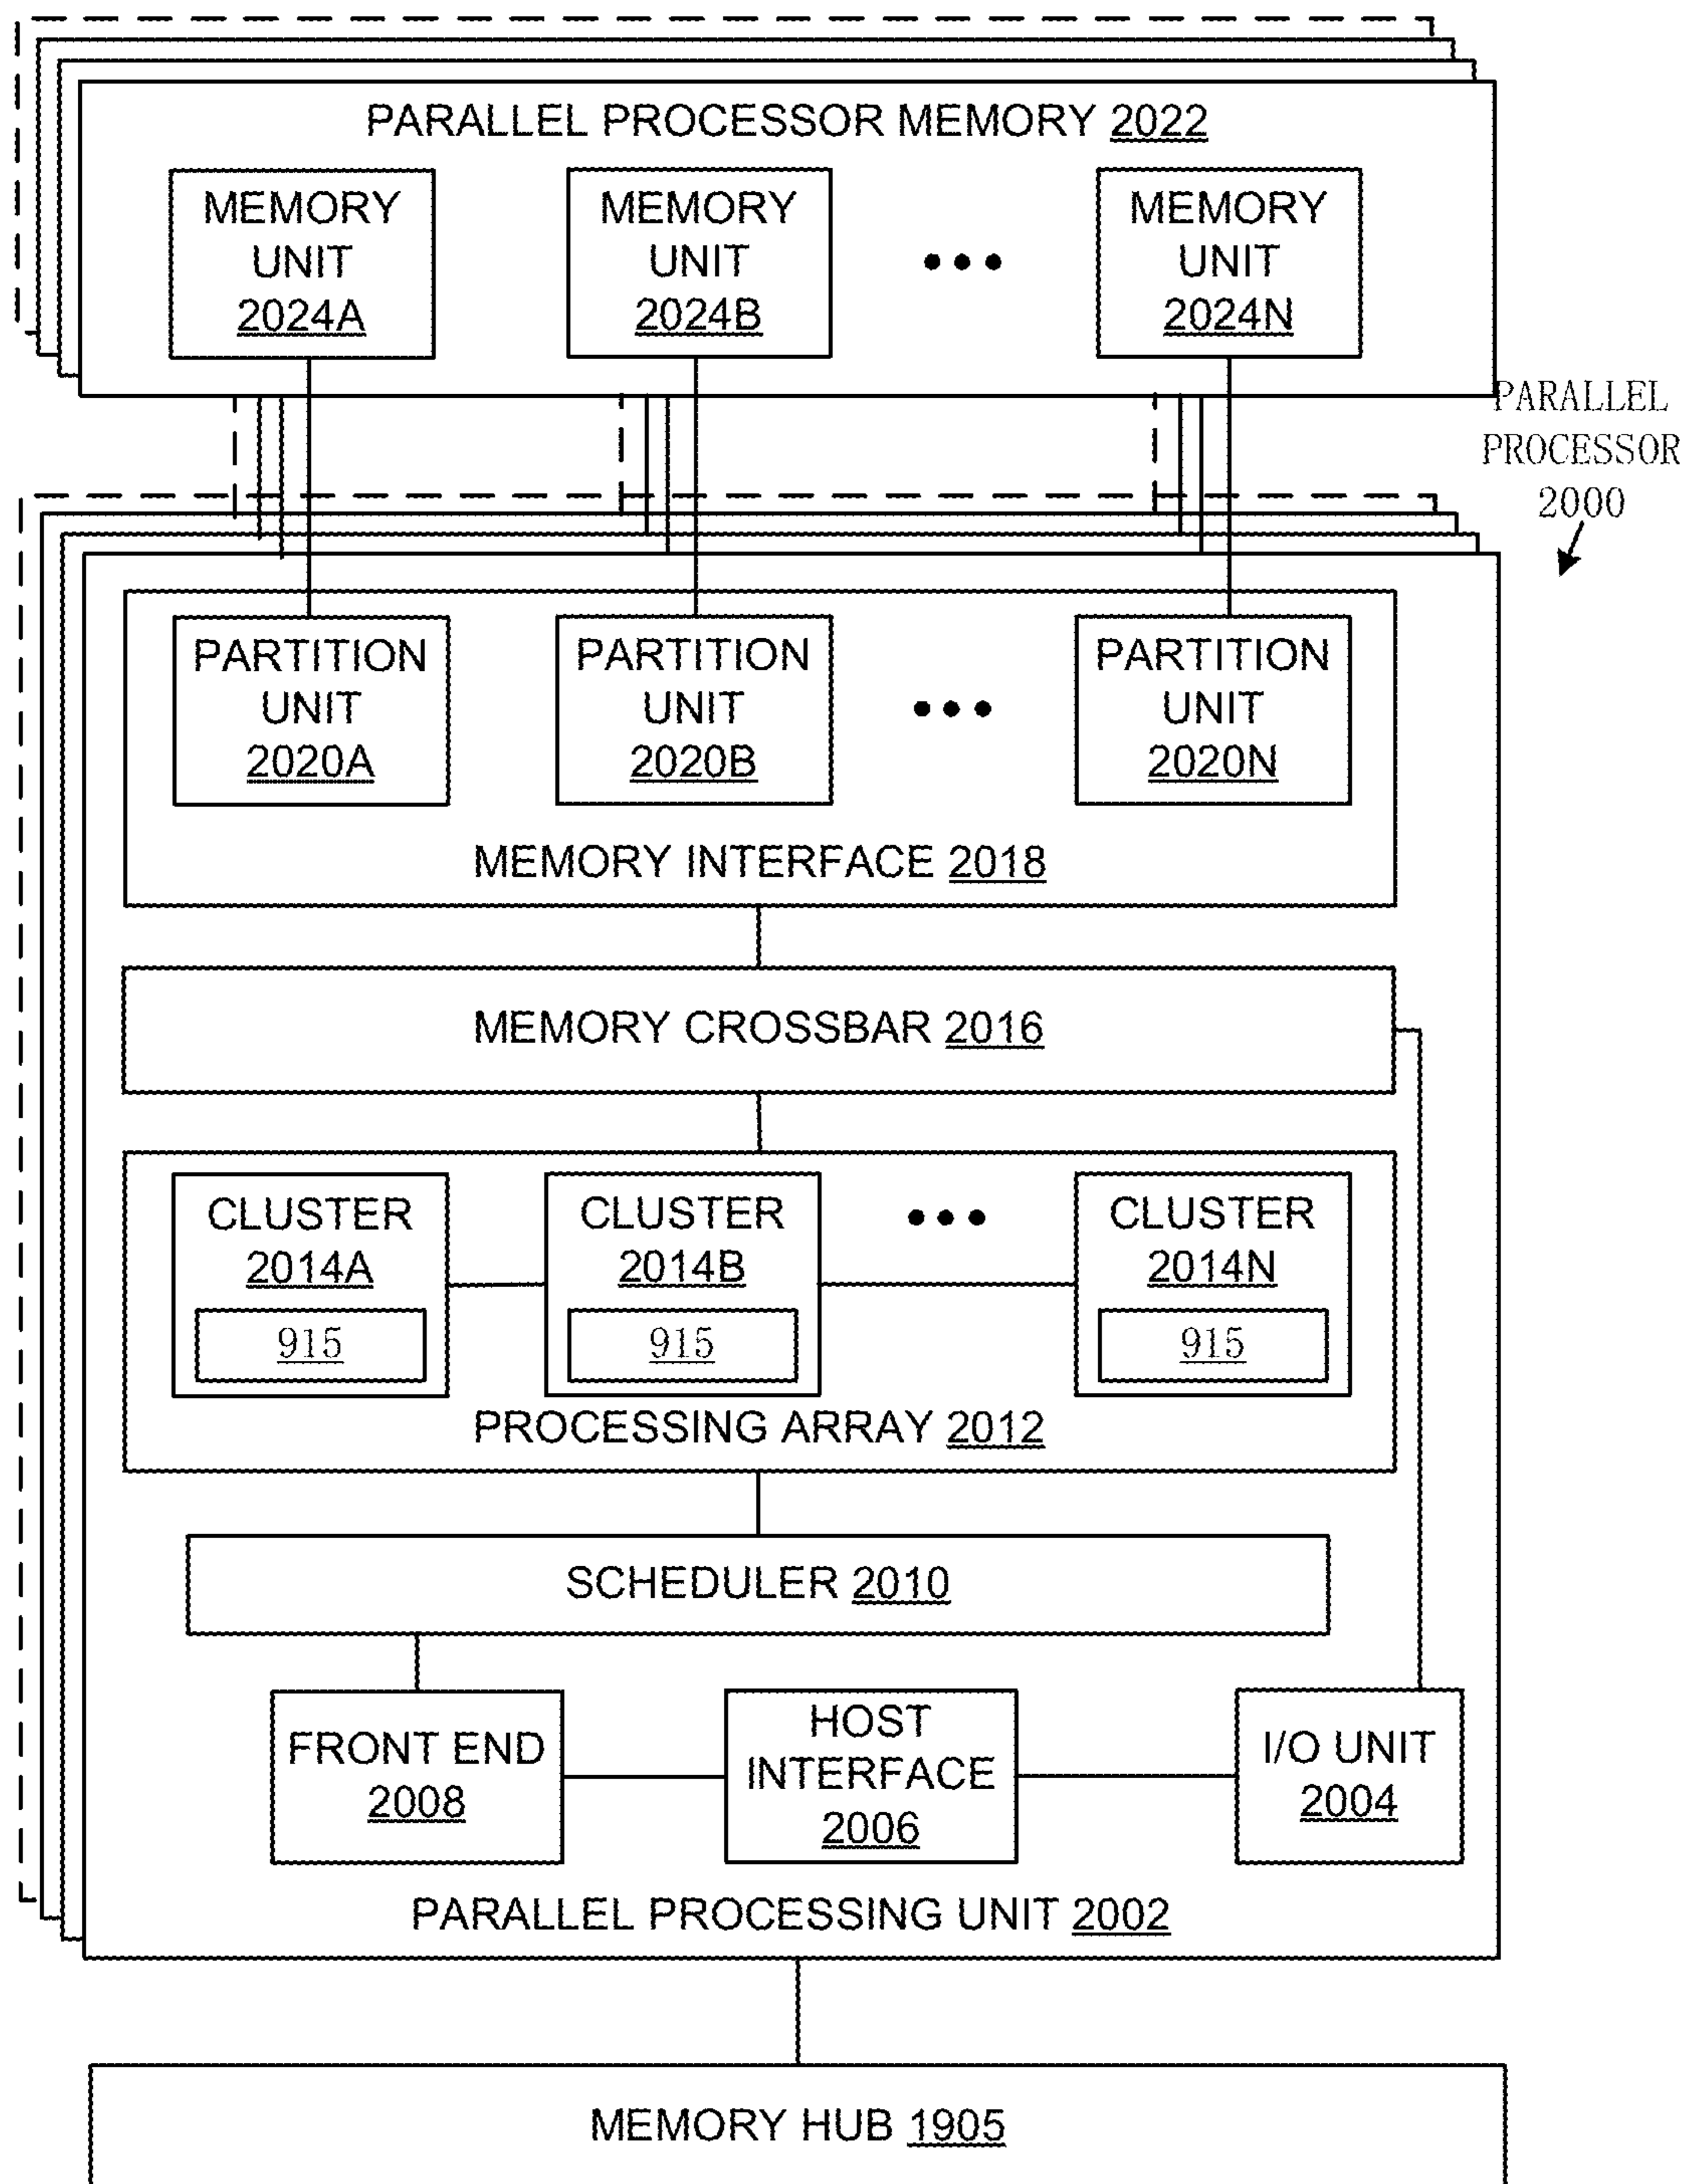 PARALLEL PROCESSOR MEMORY 2022
MEMORY
UNIT
2024A
MEMORY
UNIT
2024B
MEMORY
UNIT
2024N
PARALLEL
PROCESSOR
2000
PARTITION
UNIT
2020A
PARTITION
UNIT
2020B
PARTITION
UNIT
2020N
MEMORY INTERFACE 2018
MEMORY CROSSBAR 2016
CLUSTER
2014A
915
CLUSTER
2014B
915
CLUSTER
2014N
915
PROCESSING ARRAY 2012
SCHEDULER 2010
FRONT END
2008
HOST
INTERFACE
2006
I/O UNIT
2004
PARALLEL PROCESSING UNIT 2002
MEMORY HUB 1905